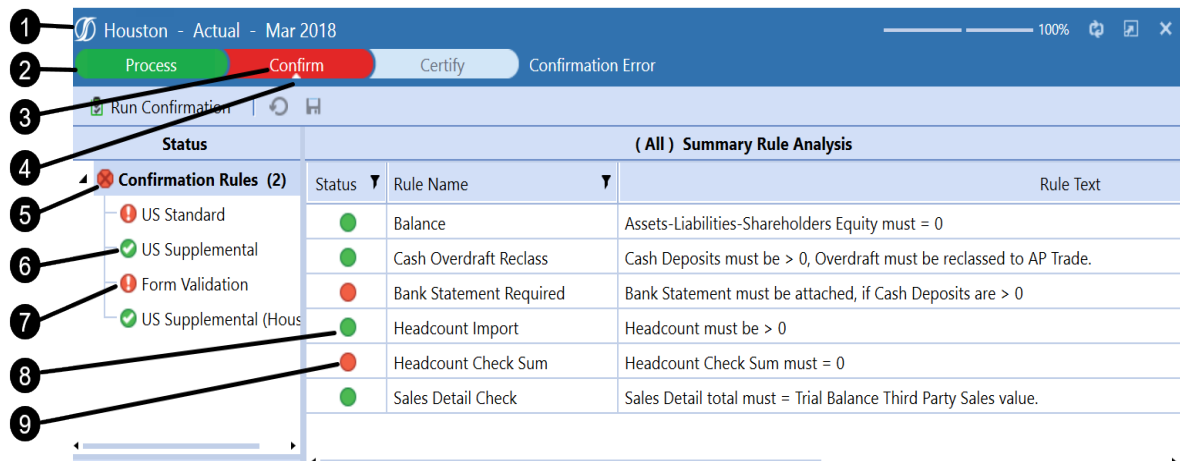 1
Houston - Actual - Mar 2018
100%
2
Process Confirm Certify Confirmation Error
3
Run Confirmation
4
Status ( All ) Summary Rule Analysis
5
Confirmation Rules (2) Status Rule Name Rule Text
US Standard Balance Assets-Liabilities-Shareholders Equity must = 0
6
US Supplemental Cash Overdraft Reclass Cash Deposits must be > 0, Overdraft must be reclassed to AP Trade.
7
Form Validation Bank Statement Required Bank Statement must be attached, if Cash Deposits are > 0
US Supplemental (Hous Headcount Import Headcount must be > 0
8
Headcount Check Sum Headcount Check Sum must = 0
9
Sales Detail Check Sales Detail total must = Trial Balance Third Party Sales value.